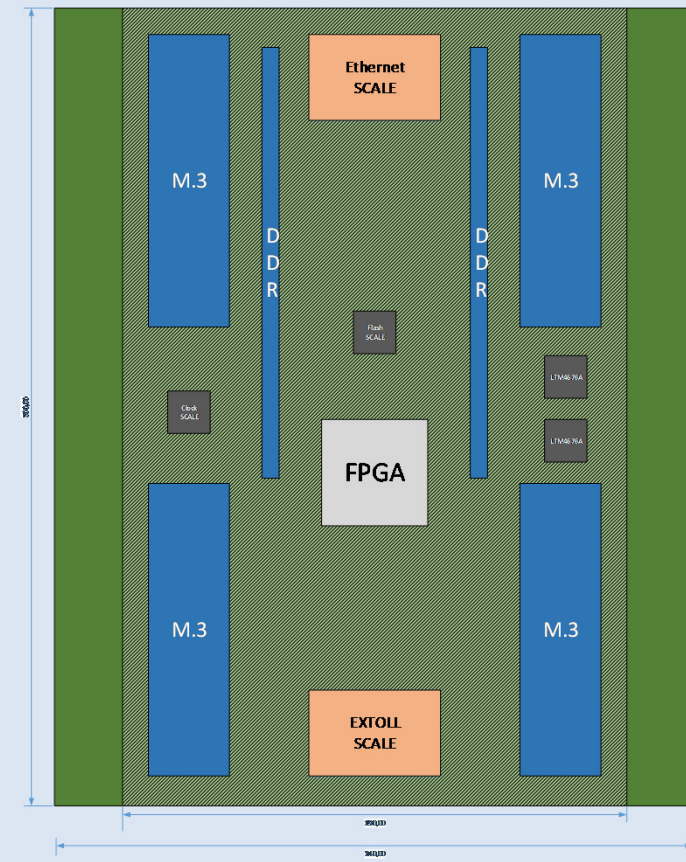 Ethernet
SCALE
M.3
M.3
D
D
R
D
D
R
Flash
SCALE
LTM4676A
Clock
SCALE
LTM4676A
FPGA
M.3
M.3
EXTOLL
SCALE